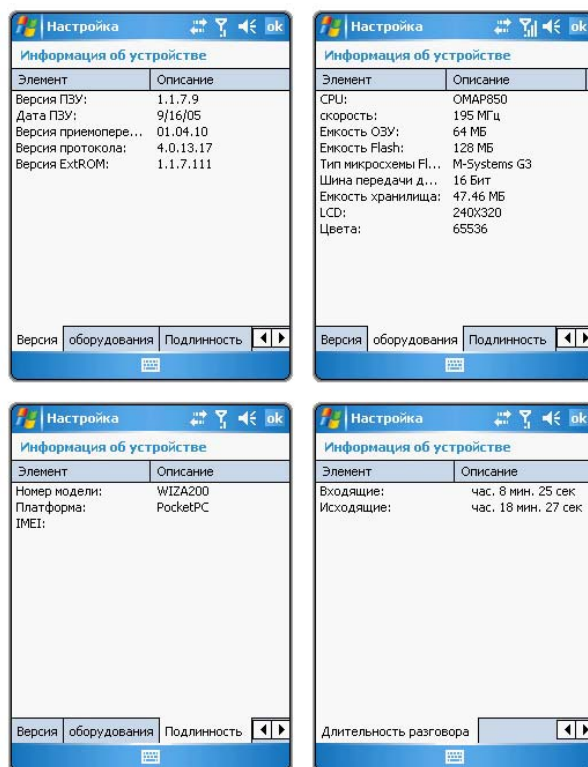 Настройка ok
Информация об устройстве
Элемент Описание
Версия ПЗУ: 1.1.7.9
Дата ПЗУ: 9/16/05
Версия приемопере... 01.04.10
Версия протокола: 4.0.13.17
Версия ExtROM: 1.1.7.111
Версия оборудования Подлинность
Настройка ok
Информация об устройстве
Элемент Описание
CPU: OMAP850
скорость: 195 МГц
Емкость ОЗУ: 64 МБ
Емкость Flash: 128 МБ
Тип микросхемы Fl... M-Systems G3
Шина передачи д... 16 Бит
Емкость хранилища: 47.46 МБ
LCD: 240X320
Цвета: 65536
Версия оборудования Подлинность
Настройка ok
Информация об устройстве
Элемент Описание
Номер модели: WIZA200
Платформа: PocketPC
IMEI:
Версия оборудования Подлинность
Настройка ok
Информация об устройстве
Элемент Описание
Входящие: час. 8 мин. 25 сек
Исходящие: час. 18 мин. 27 сек
Длительность разговора